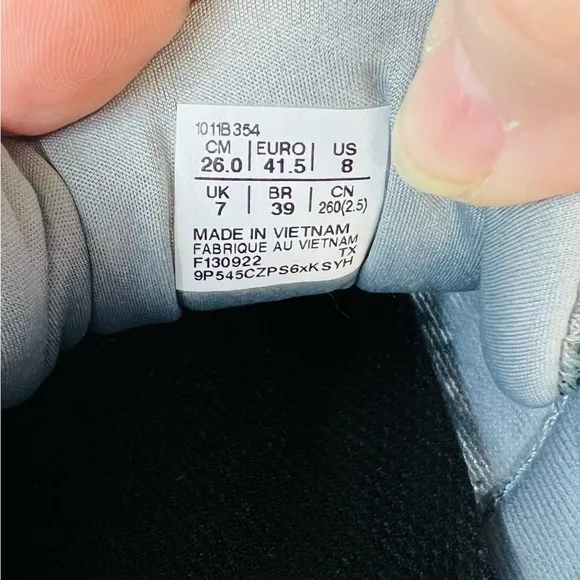 1011B354
CM | EURO | US
26.0 | 41.5 | 8
UK | BR | CN
7 | 39 | 260(2.5)
MADE IN VIETNAM
FABRIQUE AU VIETNAM
F130922 TX
9P545CZPS6xKSYH